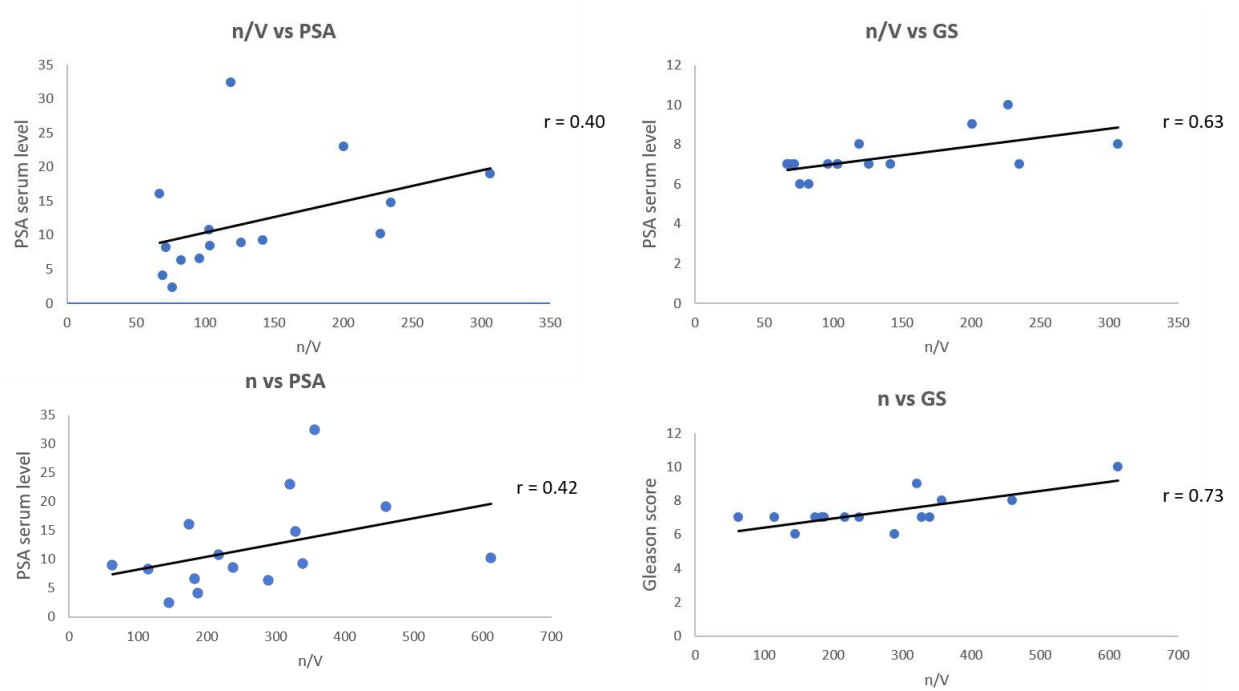 n/V vs PSA
35
30
25
20
15
10
5
0
PSA serum level
r = 0.40
0 50 100 150 200 250 300 350
n/V
n/V vs GS
12
10
8
6
4
2
0
PSA serum level
r = 0.63
0 50 100 150 200 250 300 350
n/V
n vs PSA
35
30
25
20
15
10
5
0
PSA serum level
r = 0.42
0 100 200 300 400 500 600 700
n/V
n vs GS
12
10
8
6
4
2
0
Gleason score
r = 0.73
0 100 200 300 400 500 600 700
n/V